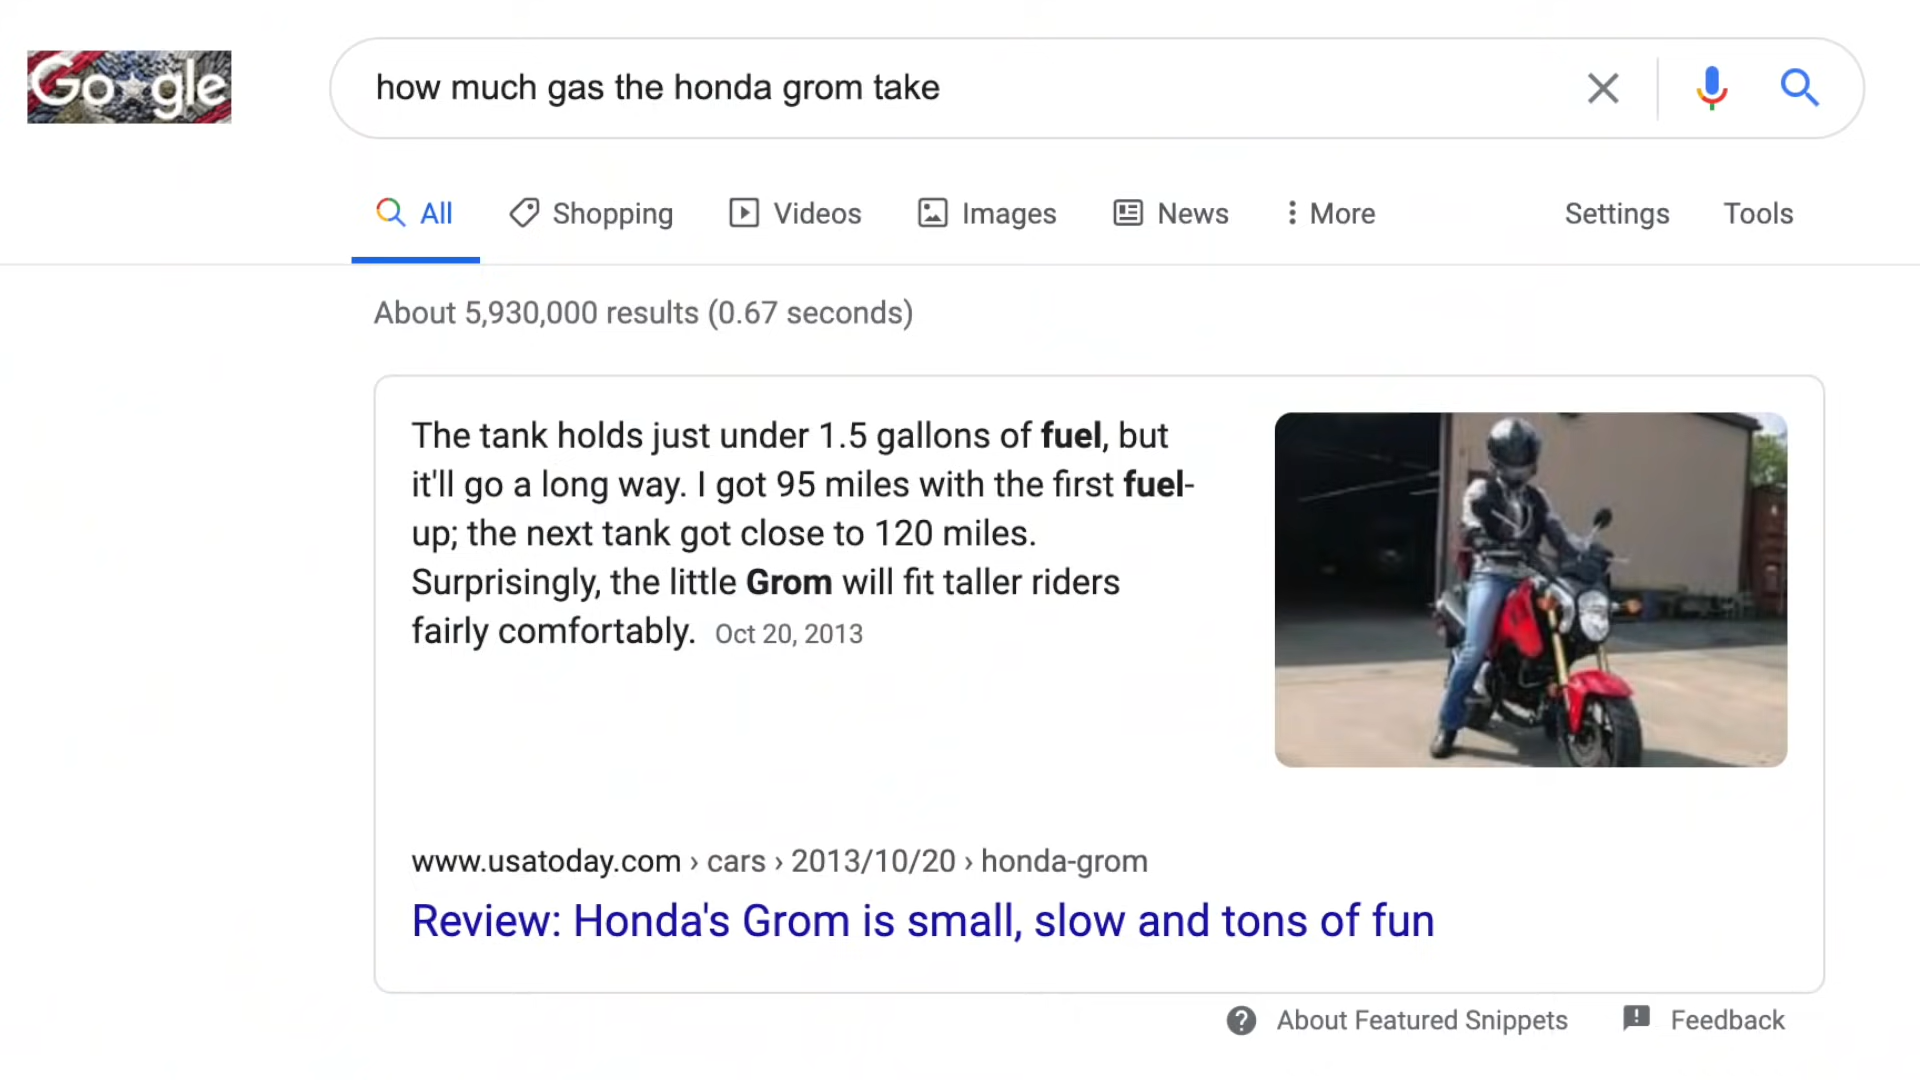 Google
how much gas the honda grom take
All Shopping Videos Images News More Settings Tools
About 5,930,000 results (0.67 seconds)
The tank holds just under 1.5 gallons of fuel, but
it'll go a long way. I got 95 miles with the first fuel-
up; the next tank got close to 120 miles.
Surprisingly, the little Grom will fit taller riders
fairly comfortably. Oct 20, 2013
www.usatoday.com › cars › 2013/10/20 › honda-grom
Review: Honda's Grom is small, slow and tons of fun
About Featured Snippets Feedback